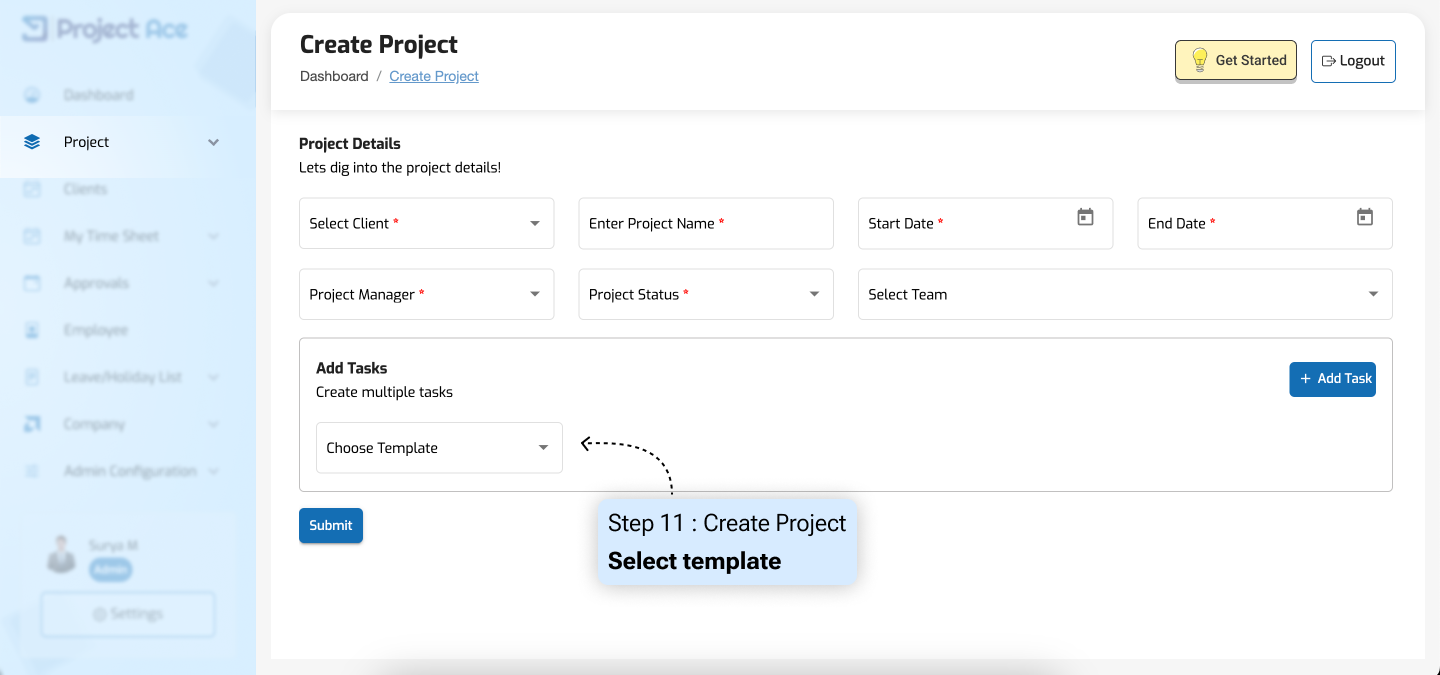 Project Ace
Dashboard
Project
Clients
My Time Sheet
Approvals
Employee
Leave/Holiday List
Company
Admin Configuration
Surya M
Admin
Settings
Create Project
Dashboard / Create Project
Get Started
Logout
Project Details
Lets dig into the project details!
Select Client *
Enter Project Name *
Start Date *
End Date *
Project Manager *
Project Status *
Select Team
Add Tasks
Create multiple tasks
+ Add Task
Choose Template
Submit
Step 11 : Create Project
Select template